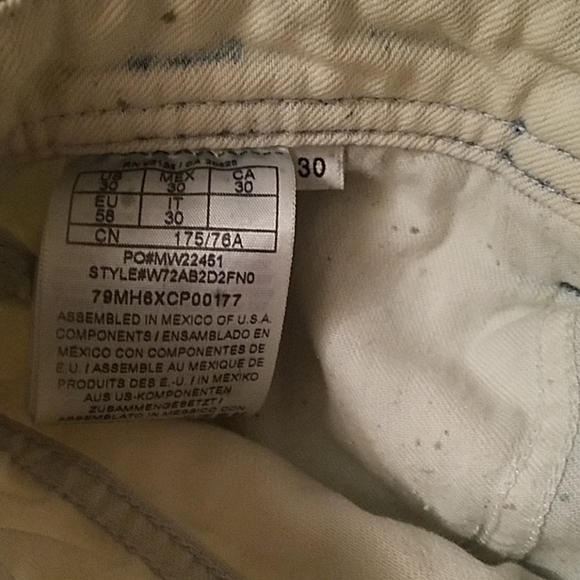 30
US MEX CA
30 30 30
EU IT
58 30
CN 175/76A
PO#MW22451
STYLE#W72AB2D2FN0
79MH6XCP00177
ASSEMBLED IN MEXICO OF U.S.A.
COMPONENTS / ENSAMBLADO EN
MÉXICO CON COMPONENTES DE
E.U. / ASSEMBLE AU MEXIQUE DE
PRODUITS DES E.-U. / IN MEXIKO
AUS US-KOMPONENTEN
ZUSAMMENGESETZT /